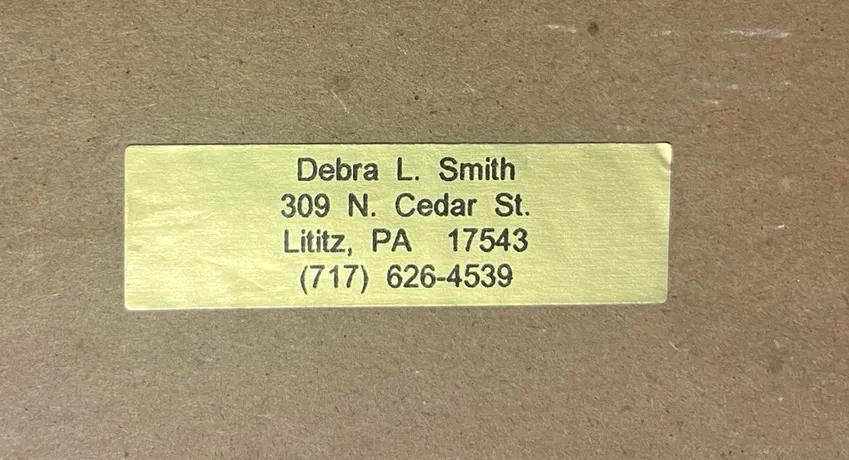 Debra L. Smith
309 N. Cedar St.
Lititz, PA 17543
(717) 626-4539